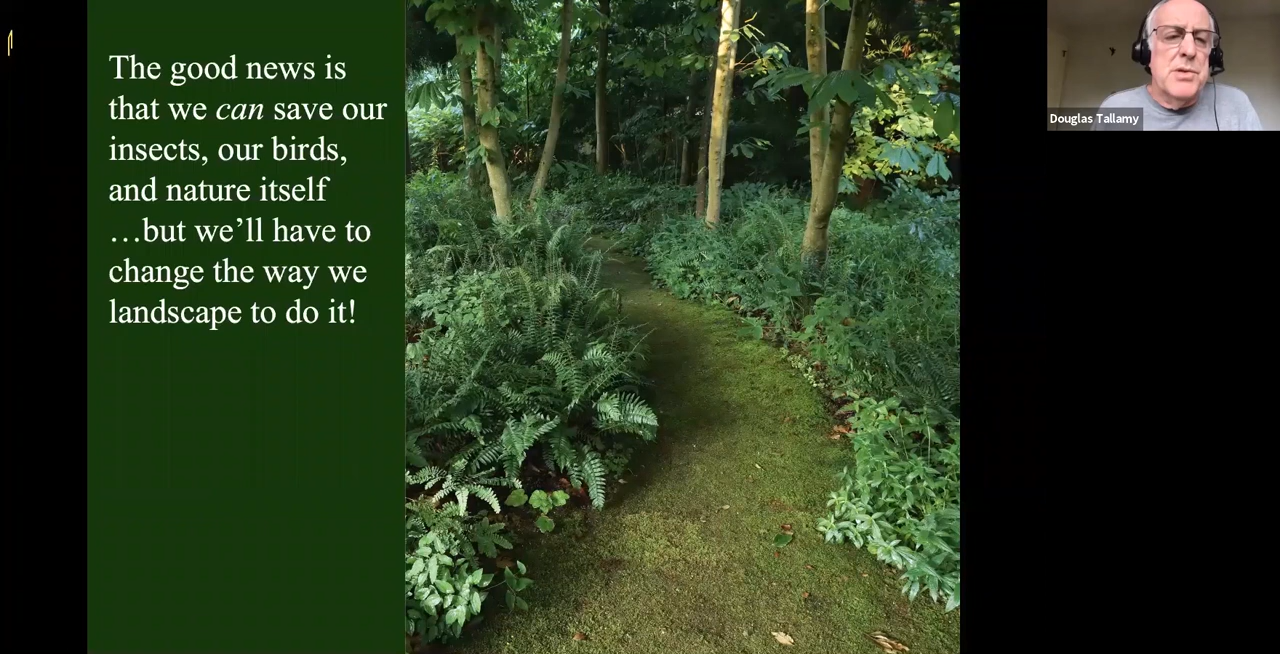 The good news is
that we can save our
insects, our birds,
and nature itself
…but we’ll have to
change the way we
landscape to do it!
Douglas Tallamy